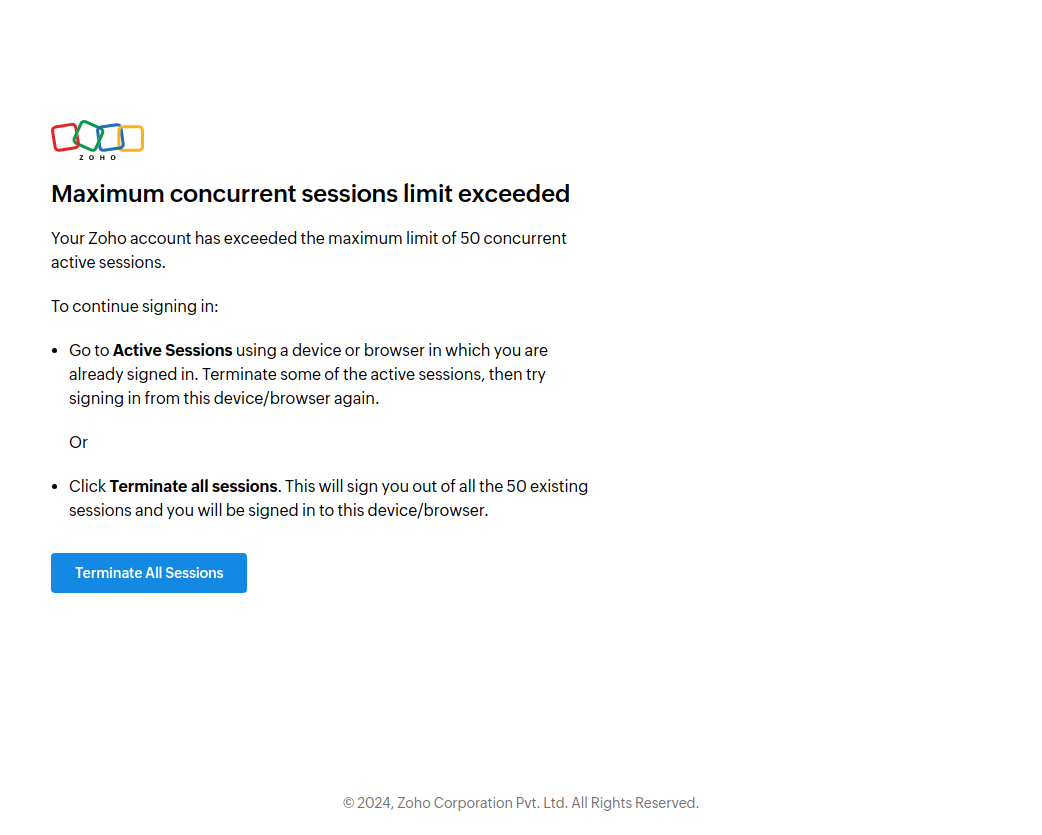 ZOHO
Maximum concurrent sessions limit exceeded
Your Zoho account has exceeded the maximum limit of 50 concurrent
active sessions.
To continue signing in:
• Go to Active Sessions using a device or browser in which you are
already signed in. Terminate some of the active sessions, then try
signing in from this device/browser again.
Or
• Click Terminate all sessions. This will sign you out of all the 50 existing
sessions and you will be signed in to this device/browser.
Terminate All Sessions
© 2024, Zoho Corporation Pvt. Ltd. All Rights Reserved.